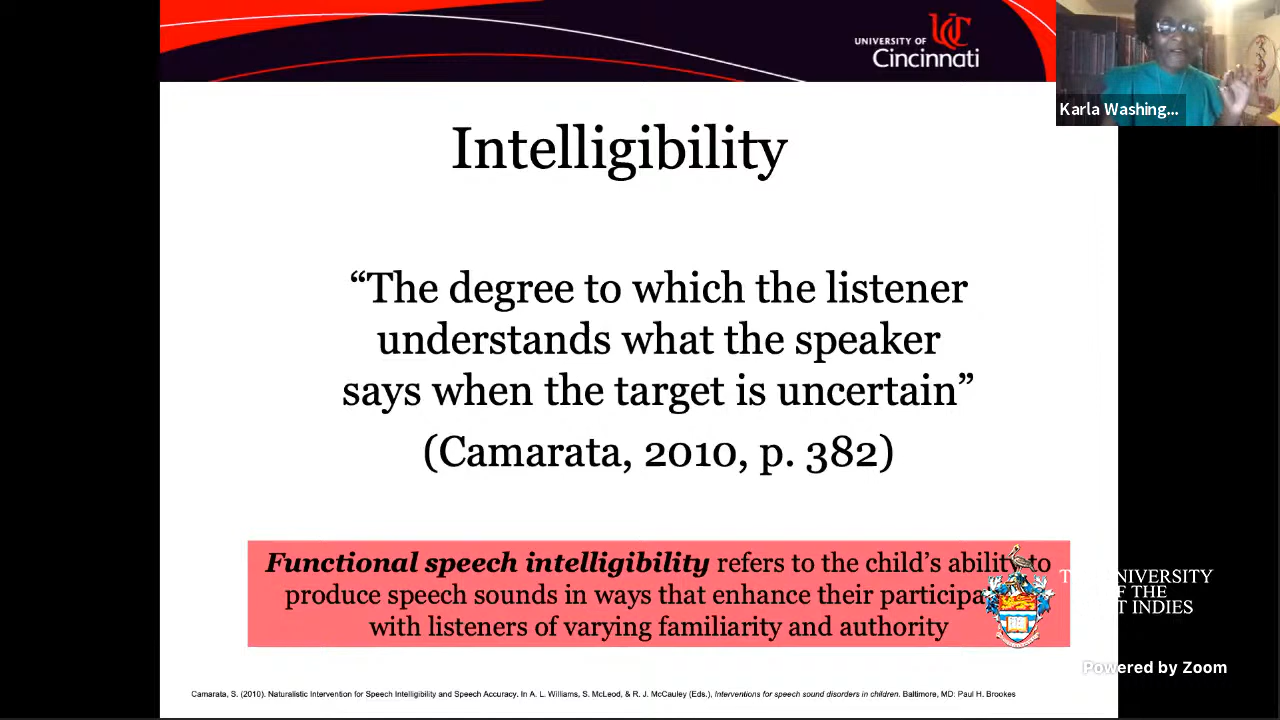 UNIVERSITY OF
Cincinnati
Karla Washing...
Intelligibility
“The degree to which the listener
understands what the speaker
says when the target is uncertain”
(Camarata, 2010, p. 382)
Functional speech intelligibility refers to the child’s ability to
produce speech sounds in ways that enhance their
with listeners of varying familiarity and authority
UNIVERSITY
OF THE
INDIES
Powered by Zoom
Camarata, S. (2010). Naturalistic Intervention for Speech Intelligibility and Speech Accuracy. In A. L. Williams, S. McLeod, & R. J. McCauley (Eds.), Interventions for speech sound disorders in children. Baltimore, MD: Paul H. Brookes